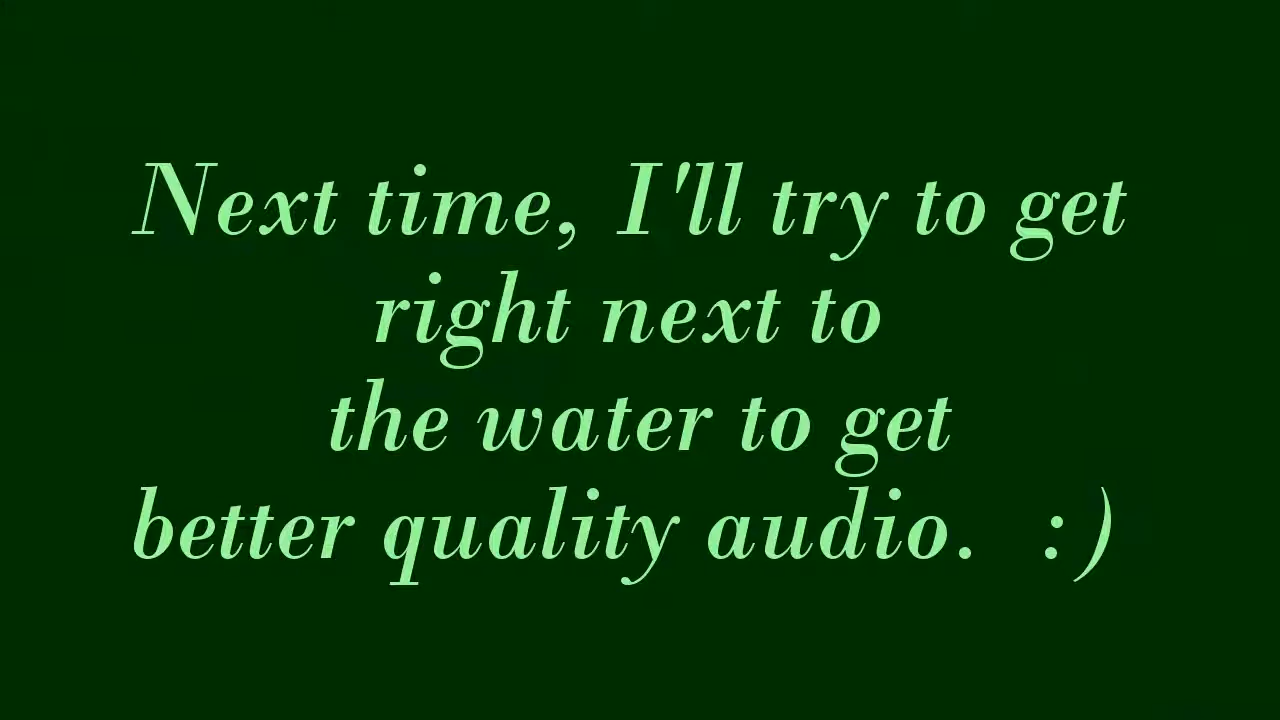 Next time, I'll try to get
right next to
the water to get
better quality audio.  :)